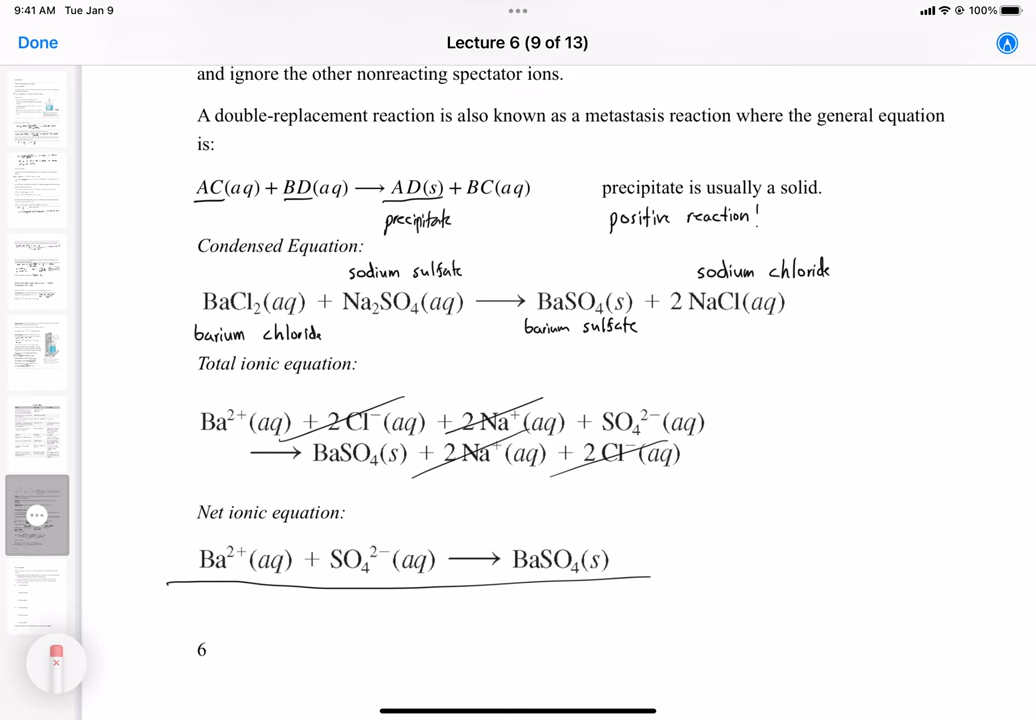 9:41 AM Tue Jan 9
100%
Done
Lecture 6 (9 of 13)
and ignore the other nonreacting spectator ions.
A double-replacement reaction is also known as a metastasis reaction where the general equation
is:
AC(aq) + BD(aq) ⟶ AD(s) + BC(aq) precipitate is usually a solid.
precipitate positive reaction!
Condensed Equation:
sodium sulfate sodium chloride
BaCl₂(aq) + Na₂SO₄(aq) ⟶ BaSO₄(s) + 2 NaCl(aq)
barium chloride barium sulfate
Total ionic equation:
Ba²⁺(aq) + 2 Cl⁻(aq) + 2 Na⁺(aq) + SO₄²⁻(aq)
⟶ BaSO₄(s) + 2 Na⁺(aq) + 2 Cl⁻(aq)
Net ionic equation:
Ba²⁺(aq) + SO₄²⁻(aq) ⟶ BaSO₄(s)
6